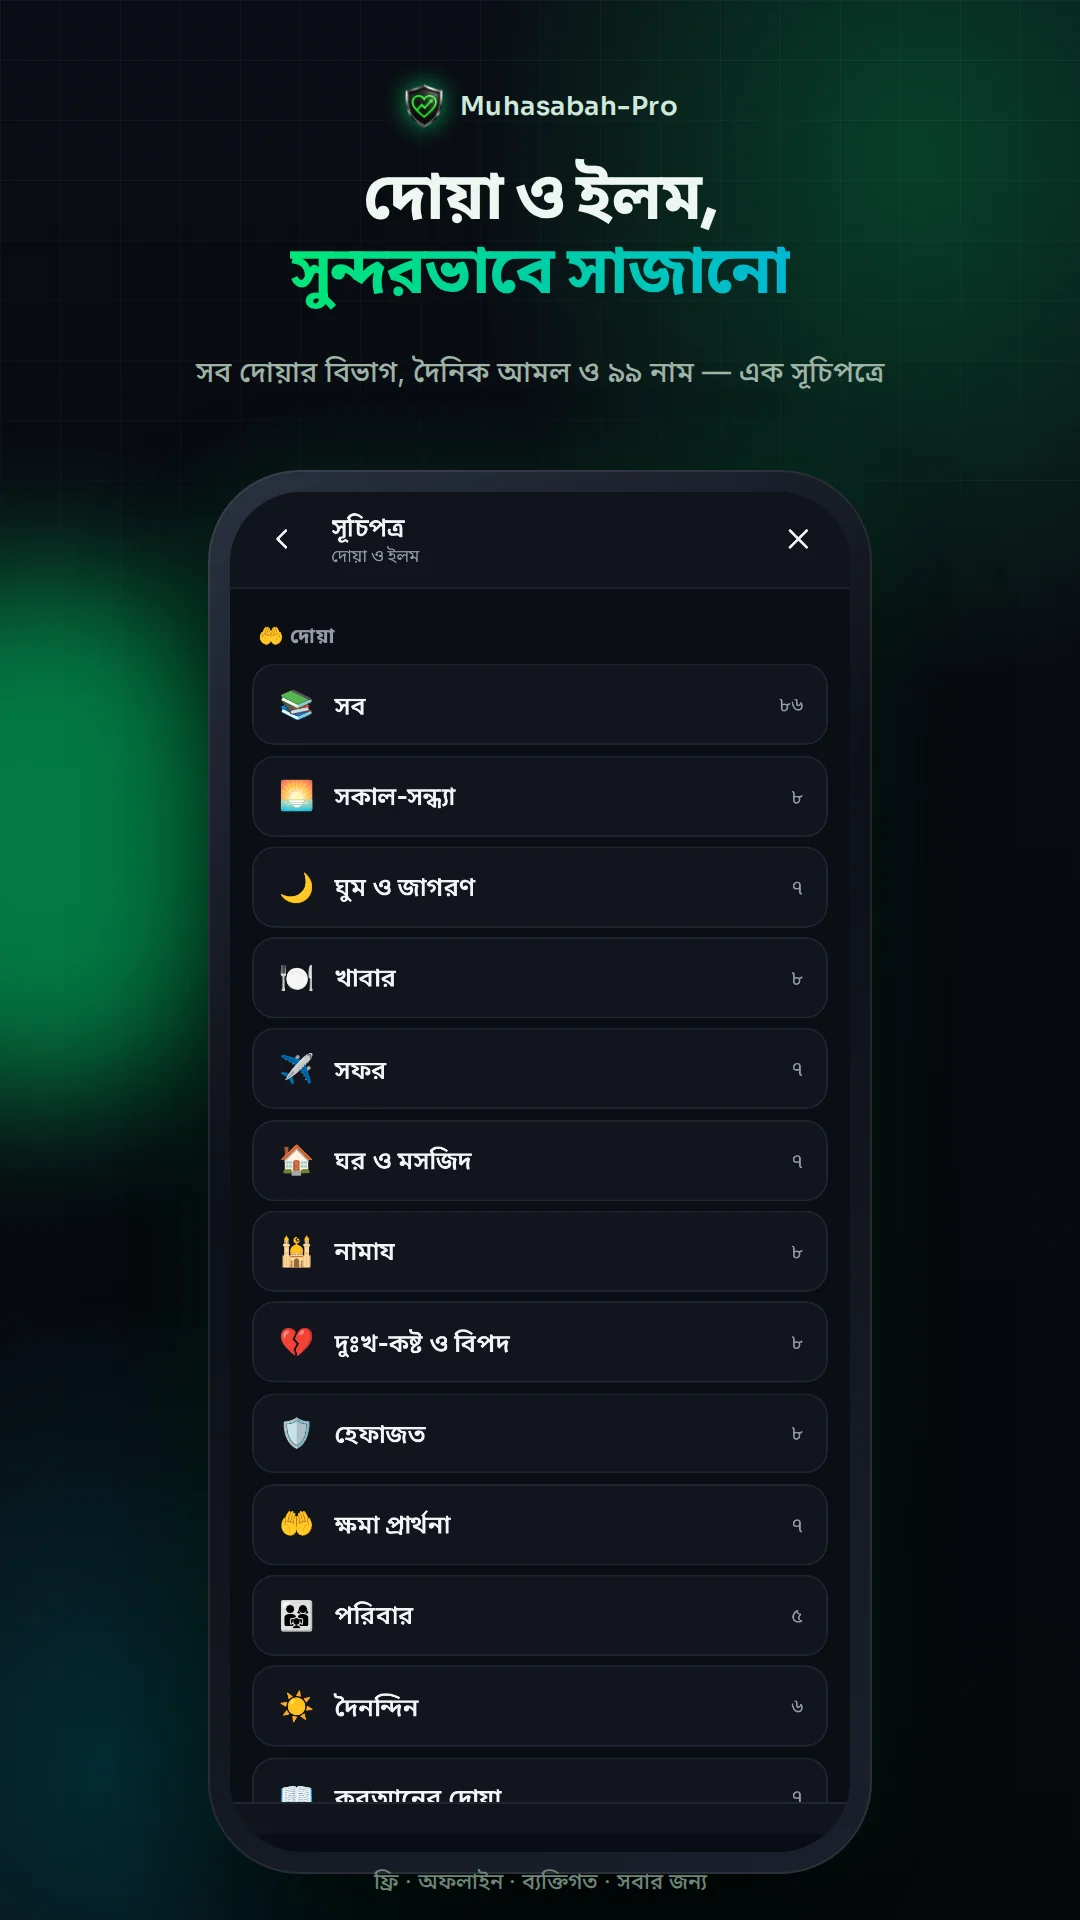 Muhasabah-Pro
দোয়া ও ইলম,
সুন্দরভাবে সাজানো
সব দোয়ার বিভাগ, দৈনিক আমল ও ৯৯ নাম — এক সূচিপত্রে
সূচিপত্র
দোয়া ও ইলম
দোয়া
সব ৮৬
সকাল-সন্ধ্যা ৮
ঘুম ও জাগরণ ৭
খাবার ৮
সফর ৭
ঘর ও মসজিদ ৭
নামায ৮
দুঃখ-কষ্ট ও বিপদ ৮
হেফাজত ৮
ক্ষমা প্রার্থনা ৭
পরিবার ৫
দৈনন্দিন ৬
কুরআনের দোয়া ৭
ফ্রি · অফলাইন · ব্যক্তিগত · সবার জন্য